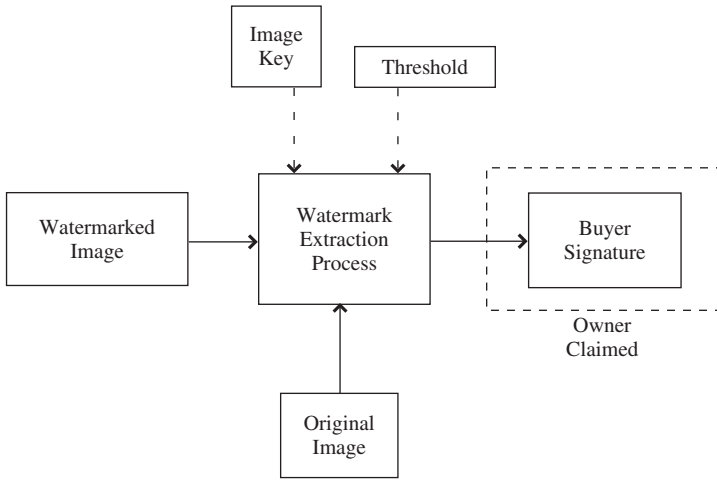 Image
Key
Threshold
Watermarked
Image
Watermark
Extraction
Process
Buyer
Signature
Owner
Claimed
Original
Image